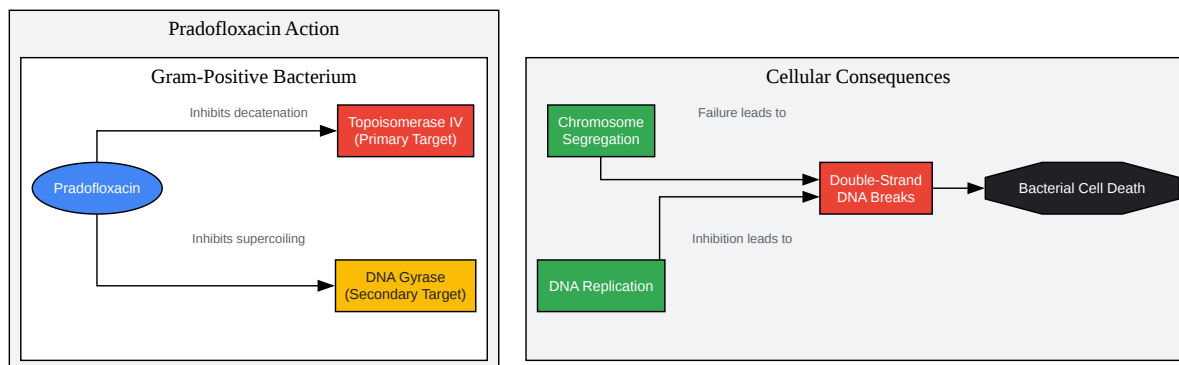 Pradofloxacin Action
Gram-Positive Bacterium
Inhibits decatenation
Topoisomerase IV
(Primary Target)
Pradofloxacin
Inhibits supercoiling
DNA Gyrase
(Secondary Target)
Cellular Consequences
Chromosome
Segregation
Failure leads to
Double-Strand
DNA Breaks
Bacterial Cell Death
Inhibition leads to
DNA Replication